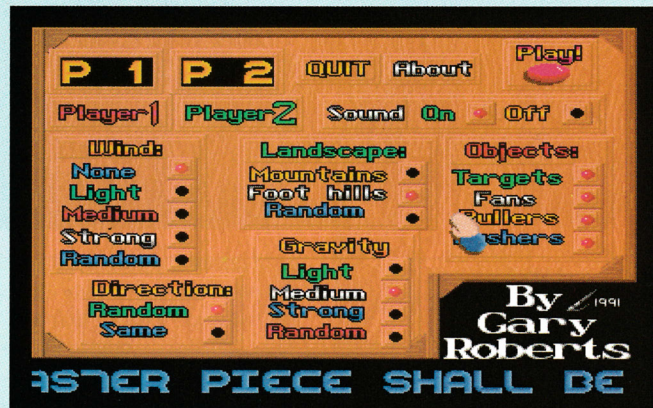 P 1 P 2 QUIT About Play!
Player1 Player2 Sound On Off
Wind:
None
Light
Medium
Strong
Random
Landscape:
Mountains
Foot hills
Random
Objects:
Targets
Fans
Pullers
ushers
Gravity
Light
Medium
Strong
Random
Direction:
Random
Same
By 1991
Gary
Roberts
ASTER PIECE SHALL BE